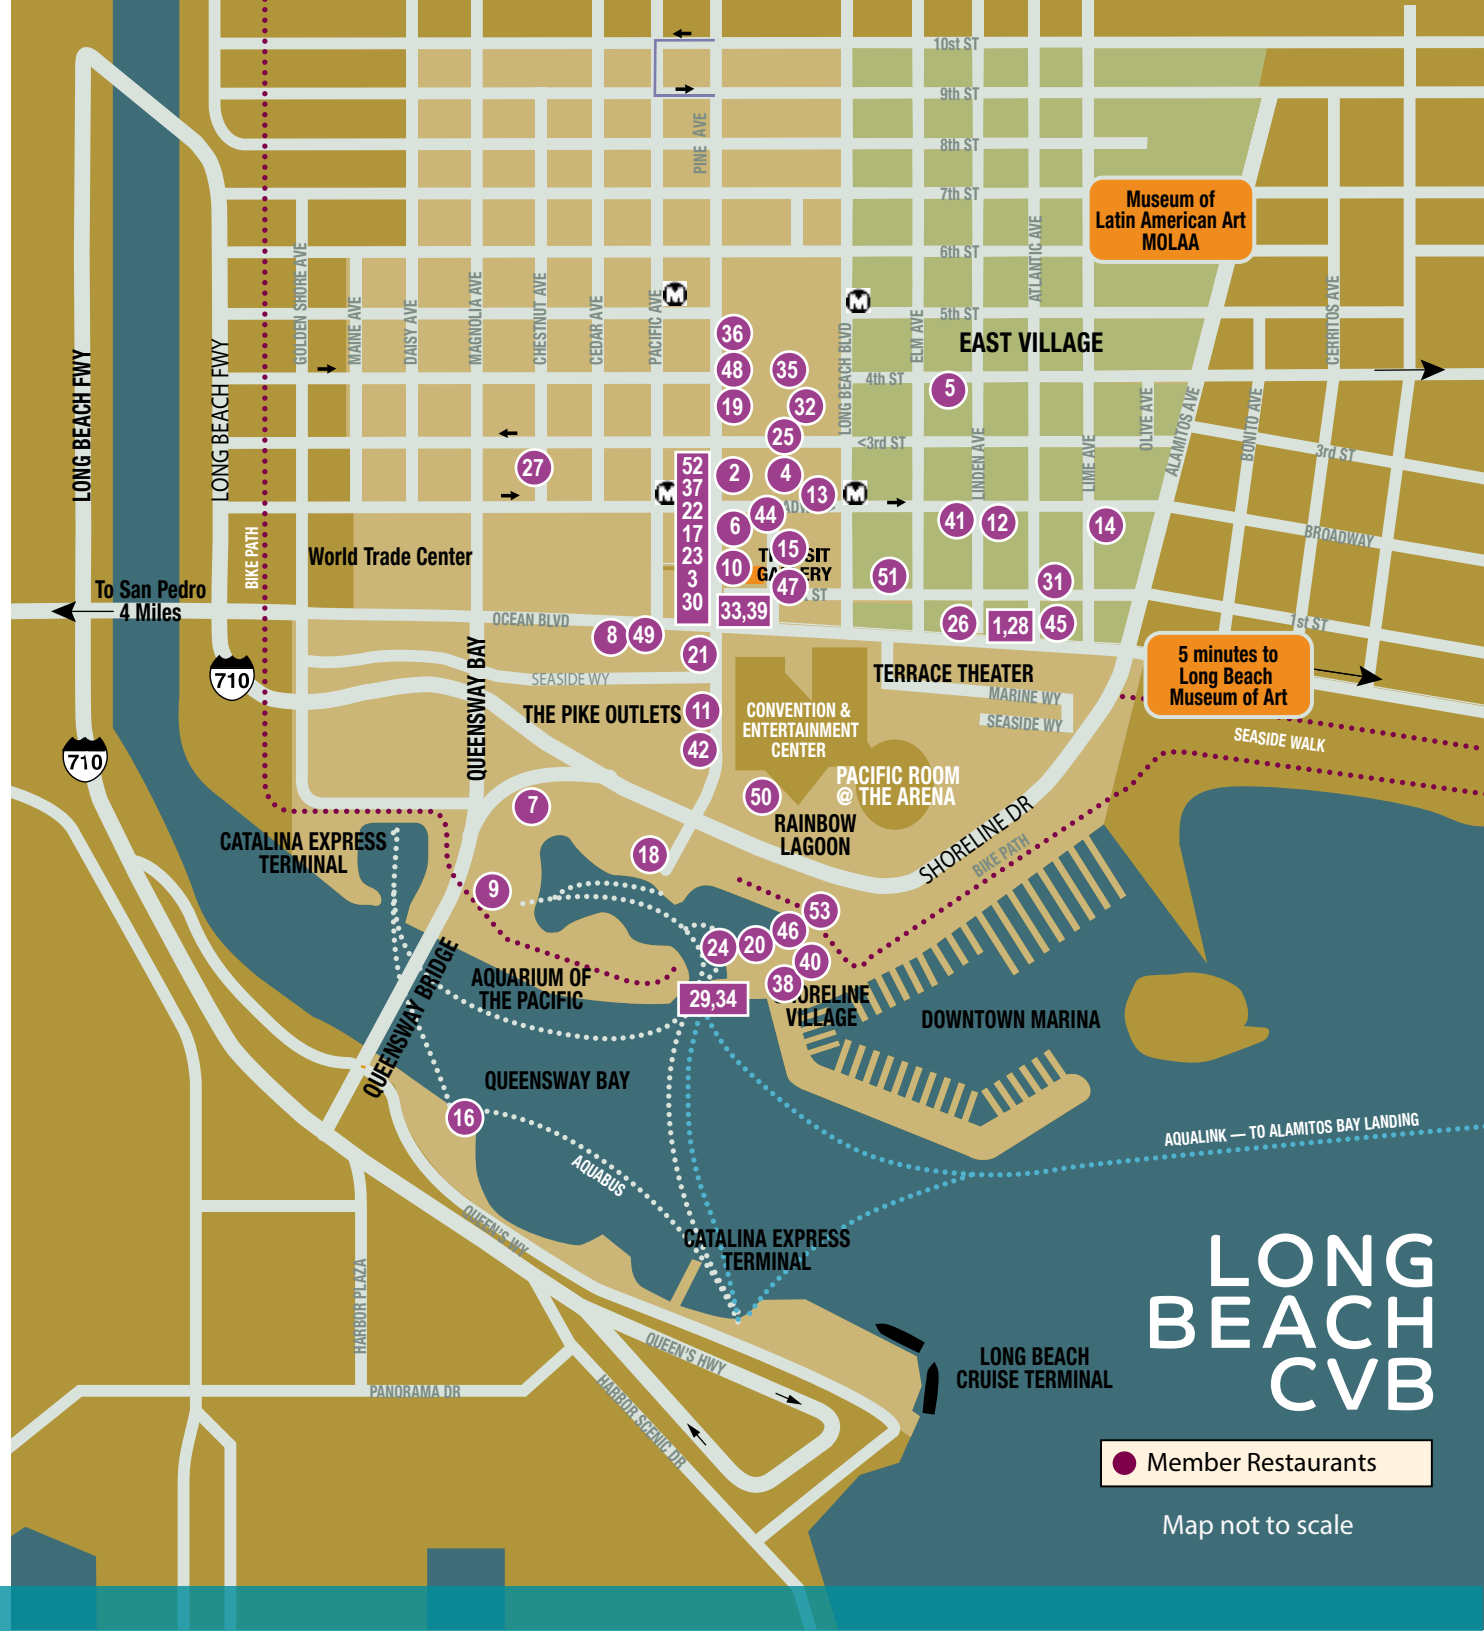 10st ST
9th ST
PINE AVE
8th ST
7th ST
Museum of
Latin American Art
MOLAA
6th ST
ATLANTIC AVE
GOLDEN SHORE AVE
MAINE AVE
DAISY AVE
MAGNOLIA AVE
CHESTNUT AVE
CEDAR AVE
PACIFIC AVE
M
M
5th ST
CERRITOS AVE
36
LONG BEACH BLVD
ELM AVE
EAST VILLAGE
LONG BEACH FWY
LONG BEACH FWY
48
35
4th ST
5
19
32
OLIVE AVE
ALAMITOS AVE
BONITO AVE
25
<3rd ST
LINDEN AVE
LIME AVE
3rd ST
27
52
37
22
17
23
3
30
2
4
M
13
M
44
6
41
12
14
BROADWAY
BIKE PATH
World Trade Center
15
10
47
51
31
ST
To San Pedro
4 Miles
33,39
OCEAN BLVD
8
49
26
1,28
45
1st ST
21
710
QUEENSWAY BAY
SEASIDE WY
TERRACE THEATER
5 minutes to
Long Beach
Museum of Art
MARINE WY
SEASIDE WY
THE PIKE OUTLETS
11
CONVENTION &
ENTERTAINMENT
CENTER
42
SEASIDE WALK
710
PACIFIC ROOM
@ THE ARENA
50
7
RAINBOW
LAGOON
SHORELINE DR
BIKE PATH
CATALINA EXPRESS
TERMINAL
18
9
53
46
24
20
40
38
QUEENSWAY BRIDGE
AQUARIUM OF
THE PACIFIC
29,34
ORELINE
VILLAGE
DOWNTOWN MARINA
QUEENSWAY BAY
16
AQUALINK — TO ALAMITOS BAY LANDING
AQUABUS
QUEEN'S WY
CATALINA EXPRESS
TERMINAL
HARBOR PLAZA
LONG
BEACH
CVB
QUEEN'S HWY
LONG BEACH
CRUISE TERMINAL
PANORAMA DR
HARBOR SCENIC DR
Member Restaurants
Map not to scale